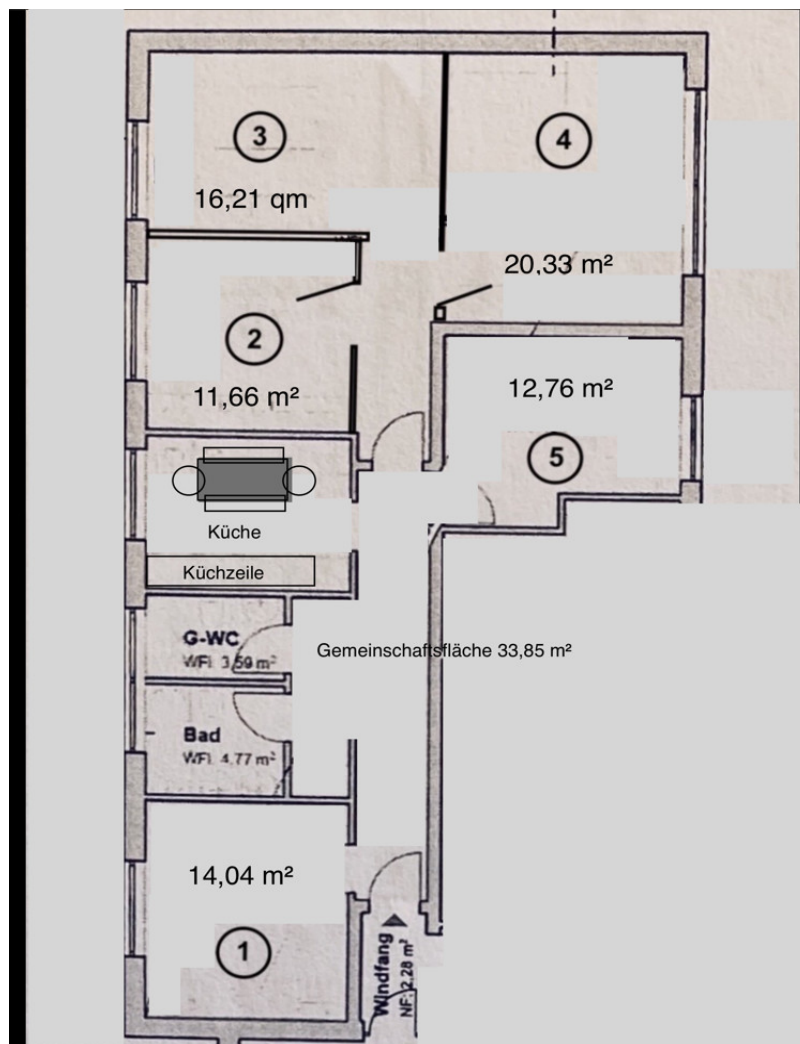 3
4
16,21 qm
20,33 m²
2
11,66 m²
12,76 m²
5
Küche
Küchzeile
G-WC
WFl. 3,59 m²
Gemeinschaftsfläche 33,85 m²
Bad
WFl. 4,77 m²
14,04 m²
1
Windfang
NF: 2,28 m²